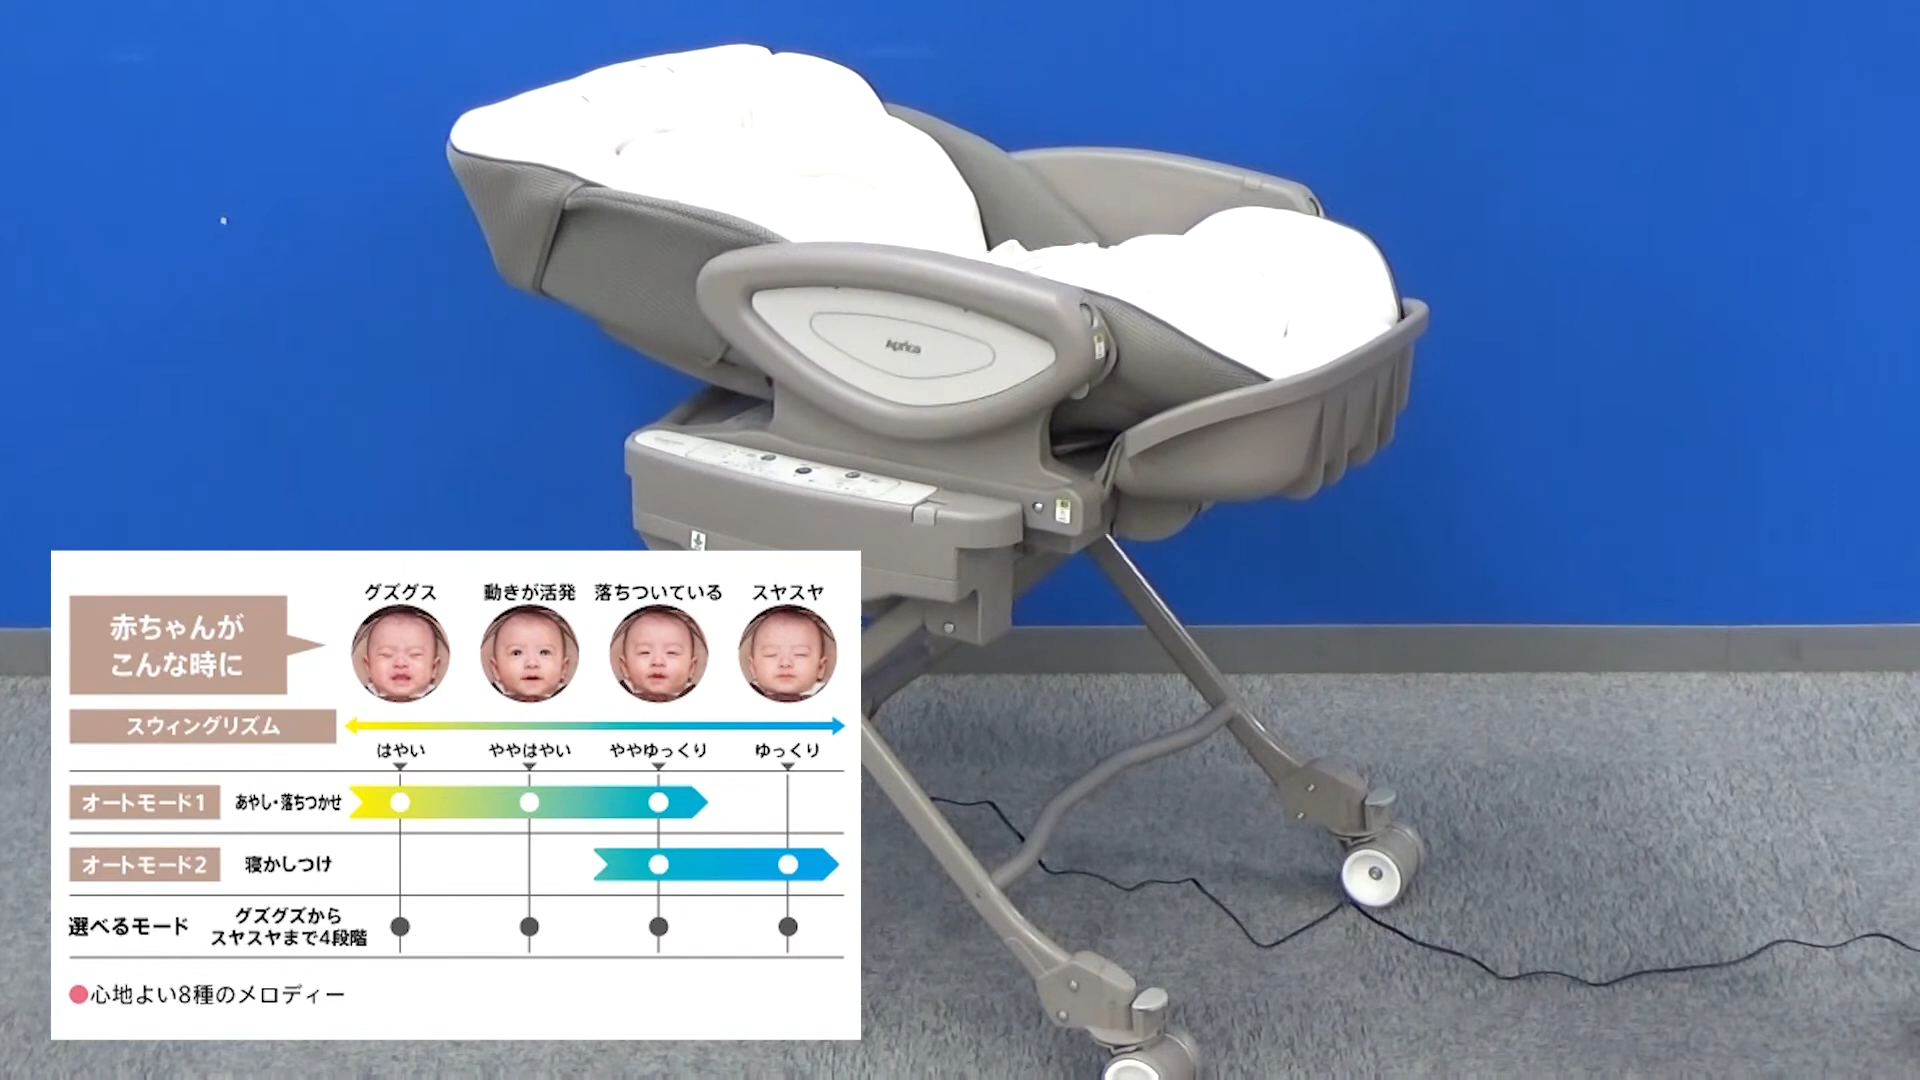 Aprica
グズグス
動きが活発
落ちついている
スヤスヤ
赤ちゃんが
こんな時に
スウィングリズム
はやい
ややはやい
ややゆっくり
ゆっくり
オートモード1
あやし・落ちつかせ
オートモード2
寝かしつけ
選べるモード
グズグズから
スヤスヤまで4段階
●心地よい8種のメロディー